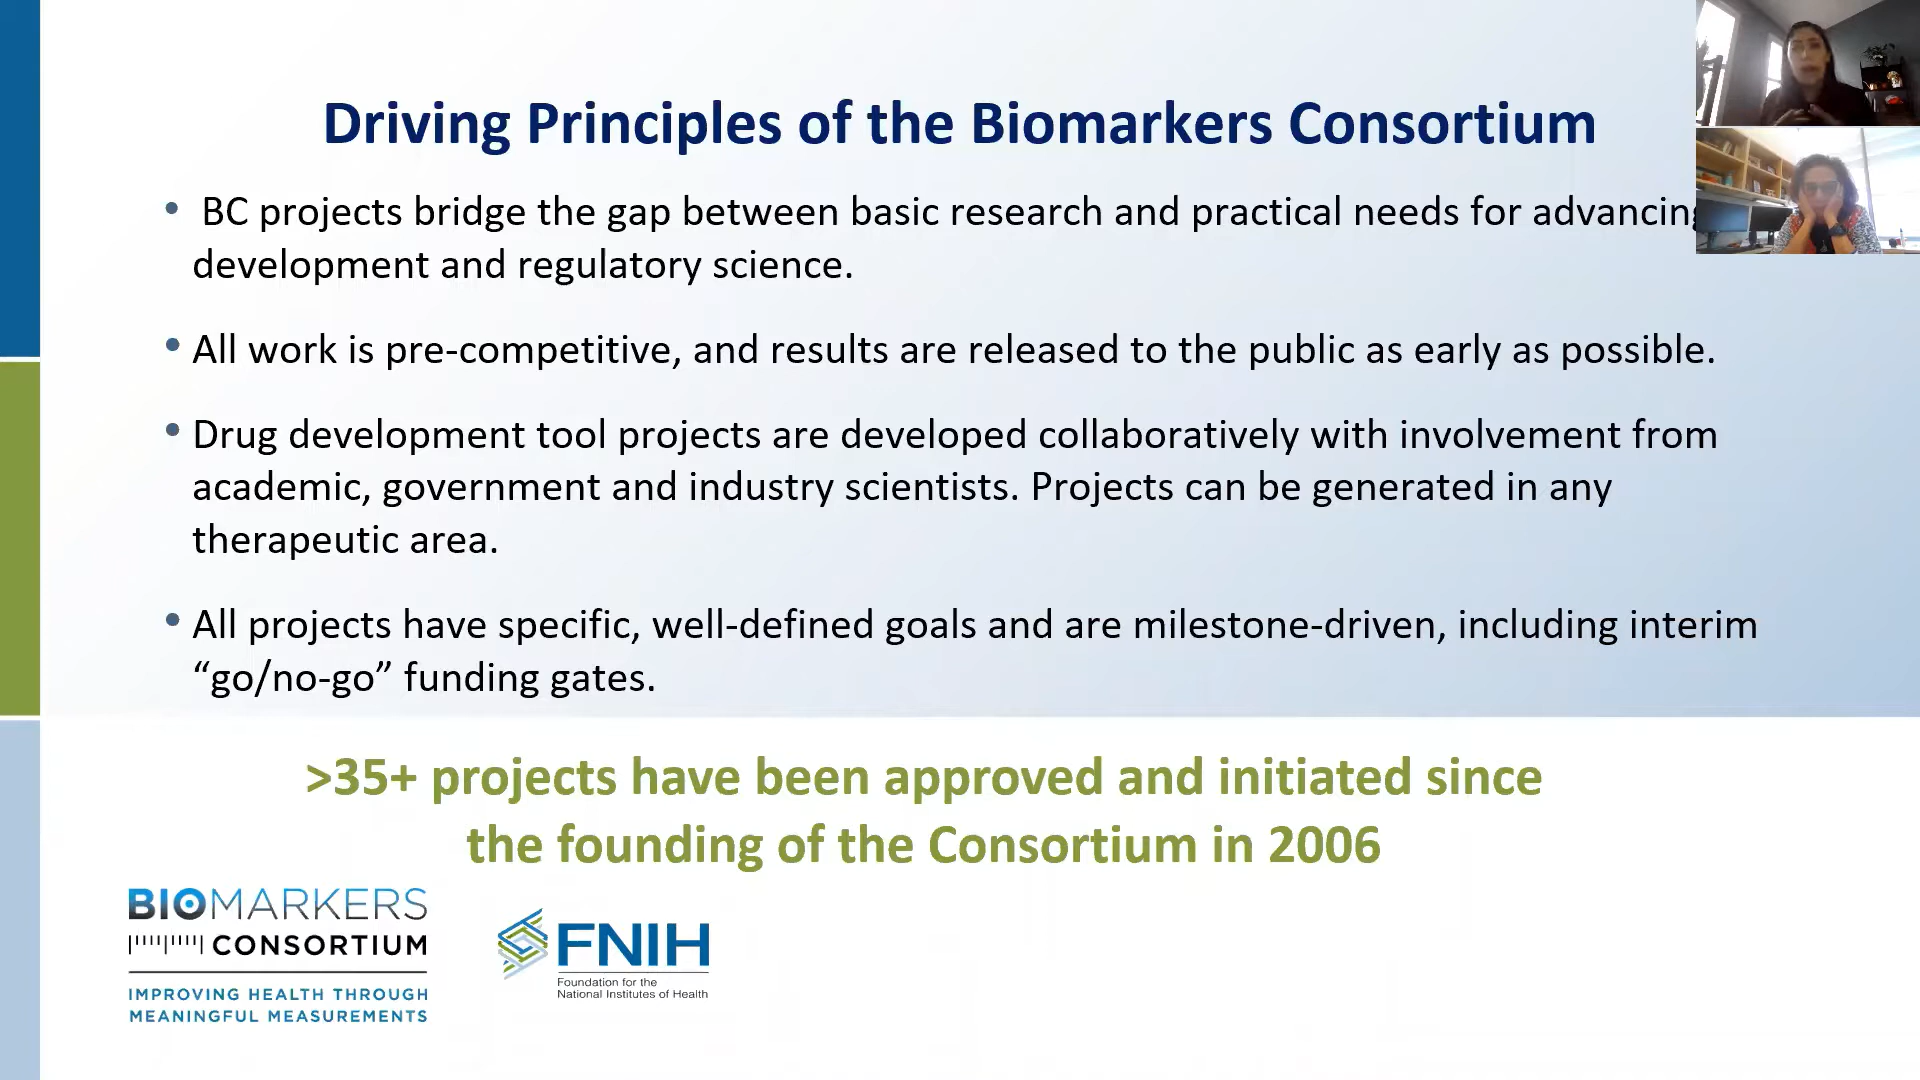 Driving Principles of the Biomarkers Consortium
• BC projects bridge the gap between basic research and practical needs for advancing
development and regulatory science.
• All work is pre-competitive, and results are released to the public as early as possible.
• Drug development tool projects are developed collaboratively with involvement from
academic, government and industry scientists. Projects can be generated in any
therapeutic area.
• All projects have specific, well-defined goals and are milestone-driven, including interim
“go/no-go” funding gates.
>35+ projects have been approved and initiated since
the founding of the Consortium in 2006
BIOMARKERS
CONSORTIUM
IMPROVING HEALTH THROUGH
MEANINGFUL MEASUREMENTS
FNIH
Foundation for the
National Institutes of Health